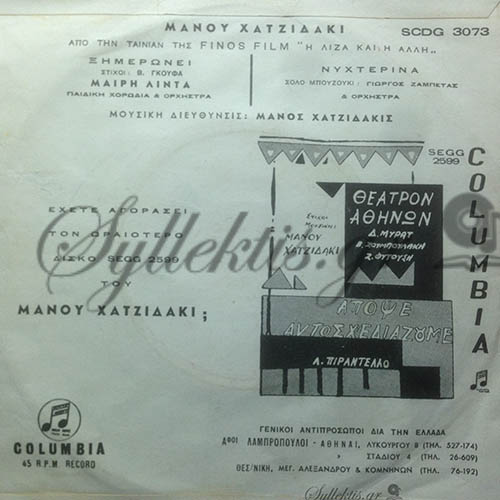 ΜΑΝΟΥ ΧΑΤΖΙΔΑΚΙ
SCDG 3073
ΑΠΟ ΤΗΝ ΤΑΙΝΙΑΝ ΤΗΣ FINOS FILM "Η ΛΙΖΑ ΚΑΙ Η ΑΛΛΗ„
ΞΗΜΕΡΩΝΕΙ
ΣΤΙΧΟΙ: Β. ΓΚΟΥΦΑ
ΜΑΙΡΗ ΛΙΝΤΑ
ΠΑΙΔΙΚΗ ΧΟΡΩΔΙΑ & ΟΡΧΗΣΤΡΑ
ΝΥΧΤΕΡΙΝΑ
ΣΟΛΟ ΜΠΟΥΖΟΥΚΙ: ΓΙΩΡΓΟΣ ΖΑΜΠΕΤΑΣ
& ΟΡΧΗΣΤΡΑ
ΜΟΥΣΙΚΗ ΔΙΕΥΘΥΝΣΙΣ: ΜΑΝΟΣ ΧΑΤΖΙΔΑΚΙΣ
SEGG
2599
COLUMBIA
ΜΑΝΟΥ
ΧΑΤΖΙΔΑΚΙ
ΘΕΑΤΡΟΝ
ΑΘΗΝΩΝ
Δ. ΜΥΡΑΤ
Β. ΖΟΥΜΠΟΥΛΑΚΗ
ΑΠΟΨΕ
ΑΥΤΟΣΧΕΔΙΑΖΟΥΜΕ
Λ. ΠΙΡΑΝΤΕΛΛΟ
ΕΧΕΤΕ ΑΓΟΡΑΣΕΙ
ΤΟΝ ΩΡΑΙΟΤΕΡΟ
ΔΙΣΚΟ SEGG 2599
ΤΟΥ
ΜΑΝΟΥ ΧΑΤΖΙΔΑΚΙ;
Syllektis.gr
COLUMBIA
45 R.P.M. RECORD
ΓΕΝΙΚΟΙ ΑΝΤΙΠΡΟΣΩΠΟΙ ΔΙΑ ΤΗΝ ΕΛΛΑΔΑ
Αφοι ΛΑΜΠΡΟΠΟΥΛΟΙ - ΑΘΗΝΑΙ, ΛΥΚΟΥΡΓΟΥ 8 (ΤΗΛ. 527-174)
» ΣΤΑΔΙΟΥ 4 (ΤΗΛ. 26-609)
ΘΕΣ/ΝΙΚΗ, ΜΕΓ. ΑΛΕΞΑΝΔΡΟΥ & ΚΟΜΝΗΝΩΝ (ΤΗΛ. 76-192)
Syllektis.gr